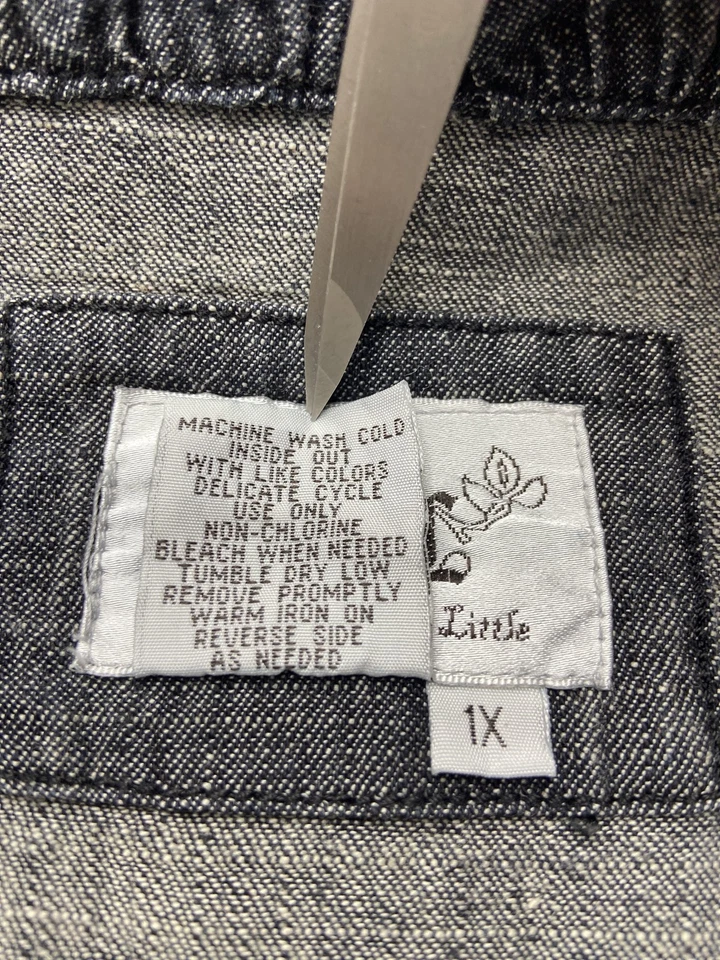 MACHINE WASH COLD
INSIDE OUT
WITH LIKE COLORS
DELICATE CYCLE
USE ONLY
NON-CHLORINE
BLEACH WHEN NEEDED
TUMBLE DRY LOW
REMOVE PROMPTLY
WARM IRON ON
REVERSE SIDE
AS NEEDED
Little
1X